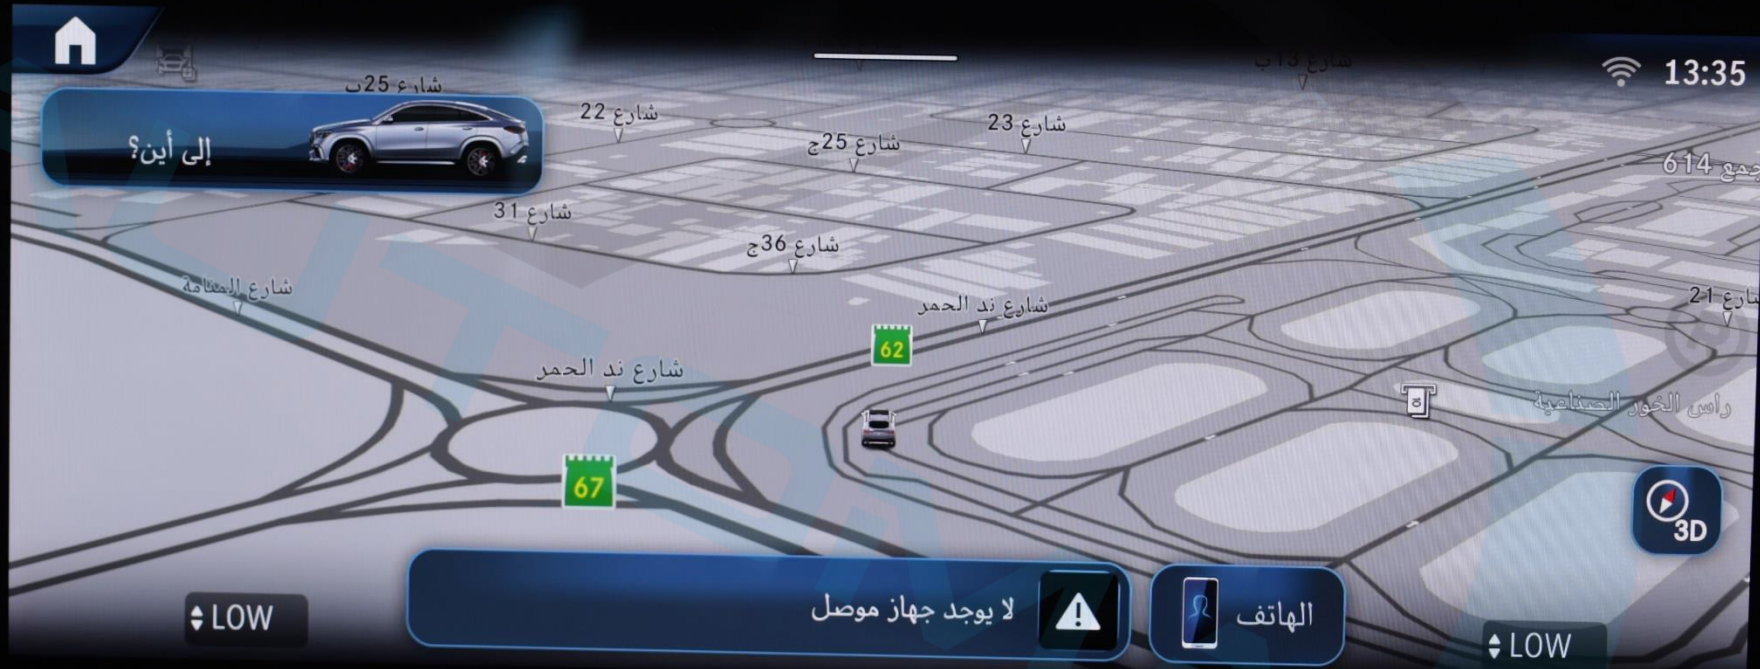 13:35
شارع 13ب
شارع 25ب
شارع 22
شارع 23
شارع 25ج
إلى أين؟
614
شارع 31
شارع 36ج
شارع المنامة
شارع ند الحمر
21
62
شارع ند الحمر
راس الخور الصناعية
67
3D
لا يوجد جهاز موصل
الهاتف
LOW
LOW